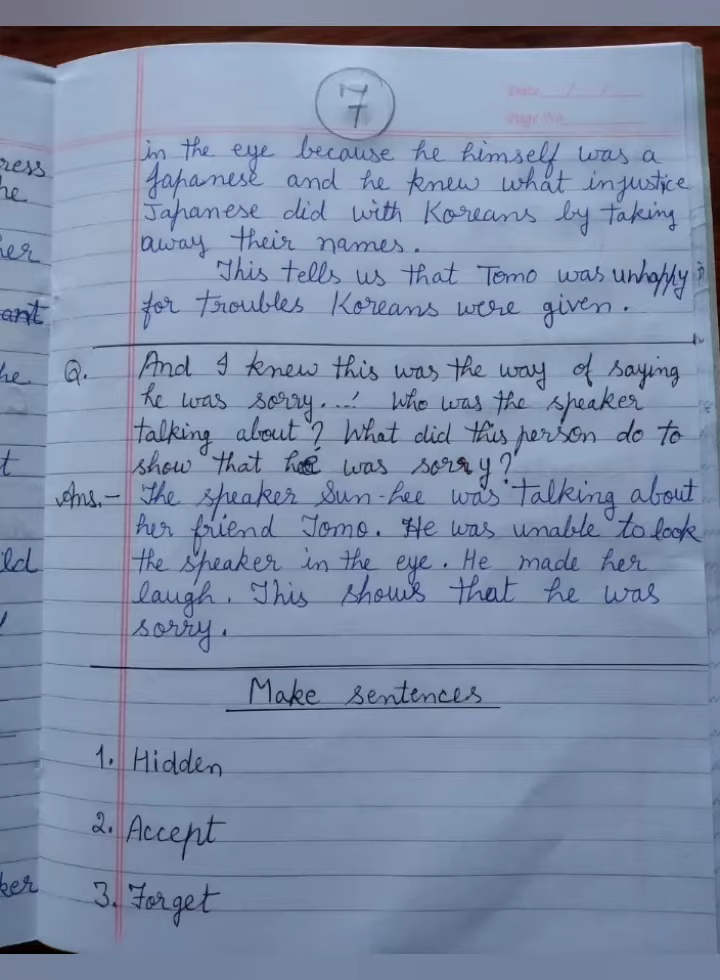 7
Date / /
Page No.
in the eye because he himself was a
Japanese and he knew what injustice
Japanese did with Koreans by taking
away their names.
This tells us that Tomo was unhappy
for troubles Koreans were given.
Q. And I knew this was the way of saying
he was sorry...' Who was the speaker
talking about? What did this person do to
show that he was sorry?
Ans.- The speaker Sun-hee was talking about
her friend Tomo. He was unable to look
the speaker in the eye. He made her
laugh. This shows that he was
sorry.
Make sentences
1. Hidden
2. Accept
3. Forget